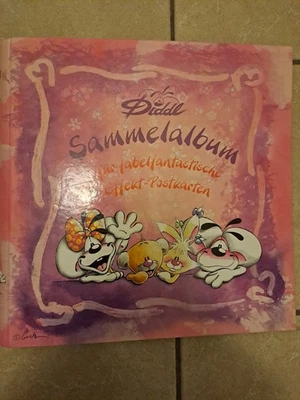 Diddl
Sammelalbum
für fabelfantastische
Effekt-Postkarten